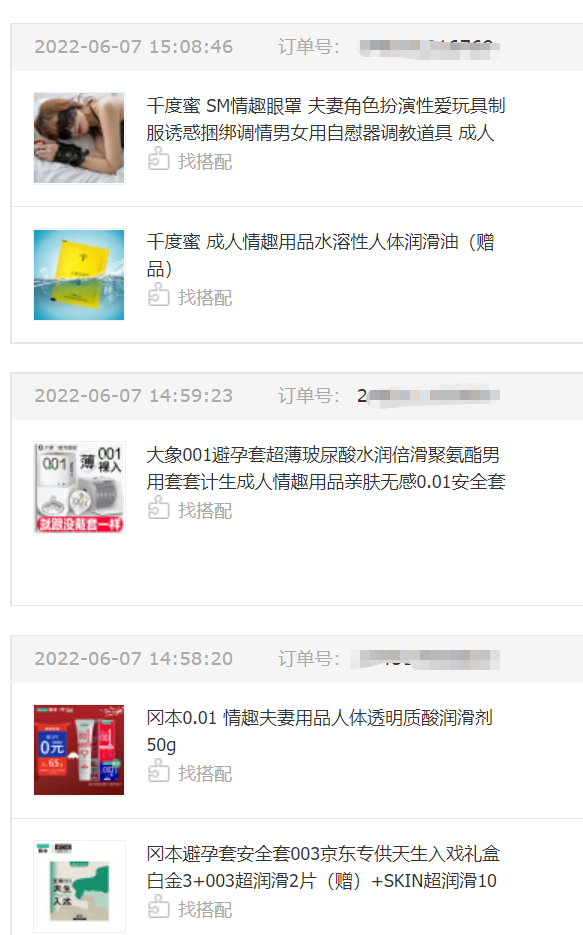 2022-06-07 15:08:46 订单号:
千度蜜 SM情趣眼罩 夫妻角色扮演性爱玩具制
服诱惑捆绑调情男女用自慰器调教道具 成人
找搭配
千度蜜 成人情趣用品水溶性人体润滑油（赠
品）
找搭配
2022-06-07 14:59:23 订单号: 2
001
薄
001
裸入
就跟没戴套一样
大象001避孕套超薄玻尿酸水润倍滑聚氨酯男
用套套计生成人情趣用品亲肤无感0.01安全套
找搭配
2022-06-07 14:58:20 订单号:
0元
65
冈本0.01 情趣夫妻用品人体透明质酸润滑剂
50g
找搭配
天生
入戏
冈本避孕套安全套003京东专供天生入戏礼盒
白金3+003超润滑2片（赠）+SKIN超润滑10
找搭配